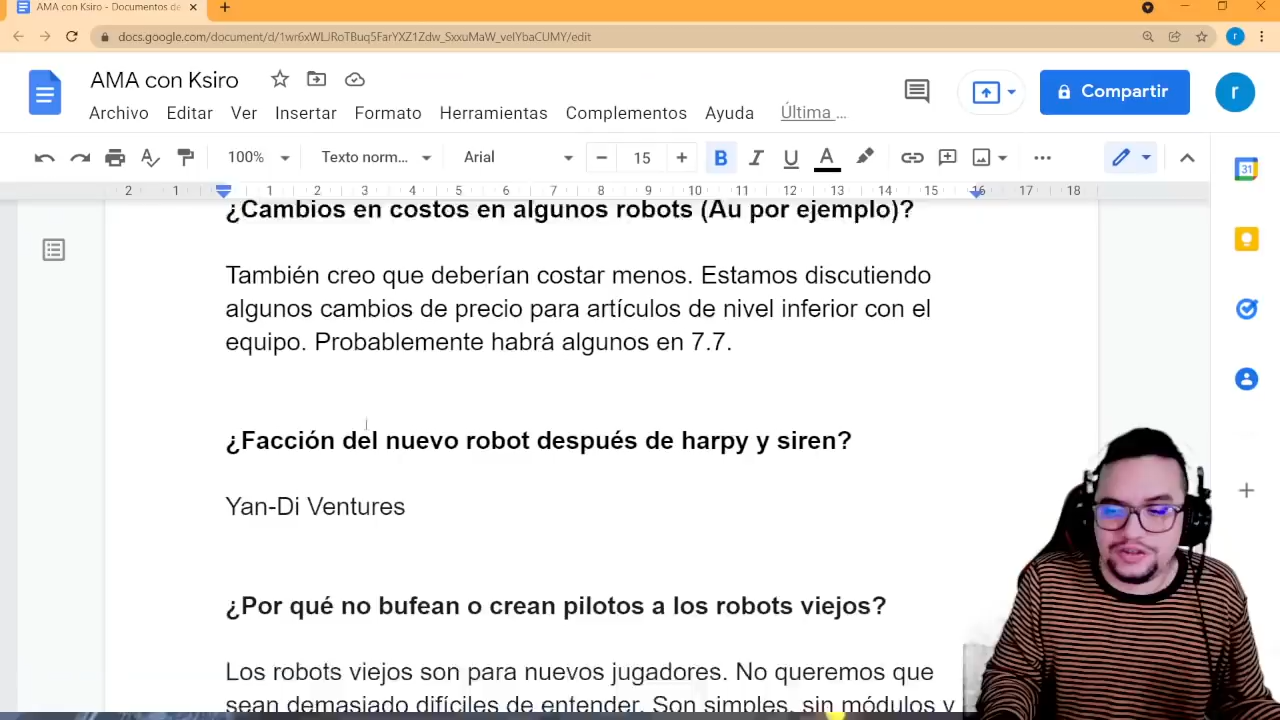 AMA con Ksiro - Documentos de
docs.google.com/document/d/1wr6xWLJRoTBuq5FarYXZ1Zdw_SxxuMaW_velYbaCUMY/edit
r
AMA con Ksiro
Archivo Editar Ver Insertar Formato Herramientas Complementos Ayuda Última ...
Compartir
r
100% Texto norm... Arial 15 B I U A
31
2 1 1 2 3 4 5 6 7 8 9 10 11 12 13 14 15 16 17 18
¿Cambios en costos en algunos robots (Au por ejemplo)?
También creo que deberían costar menos. Estamos discutiendo
algunos cambios de precio para artículos de nivel inferior con el
equipo. Probablemente habrá algunos en 7.7.
¿Facción del nuevo robot después de harpy y siren?
Yan-Di Ventures
¿Por qué no bufean o crean pilotos a los robots viejos?
Los robots viejos son para nuevos jugadores. No queremos que
sean demasiado difíciles de entender. Son simples, sin módulos y